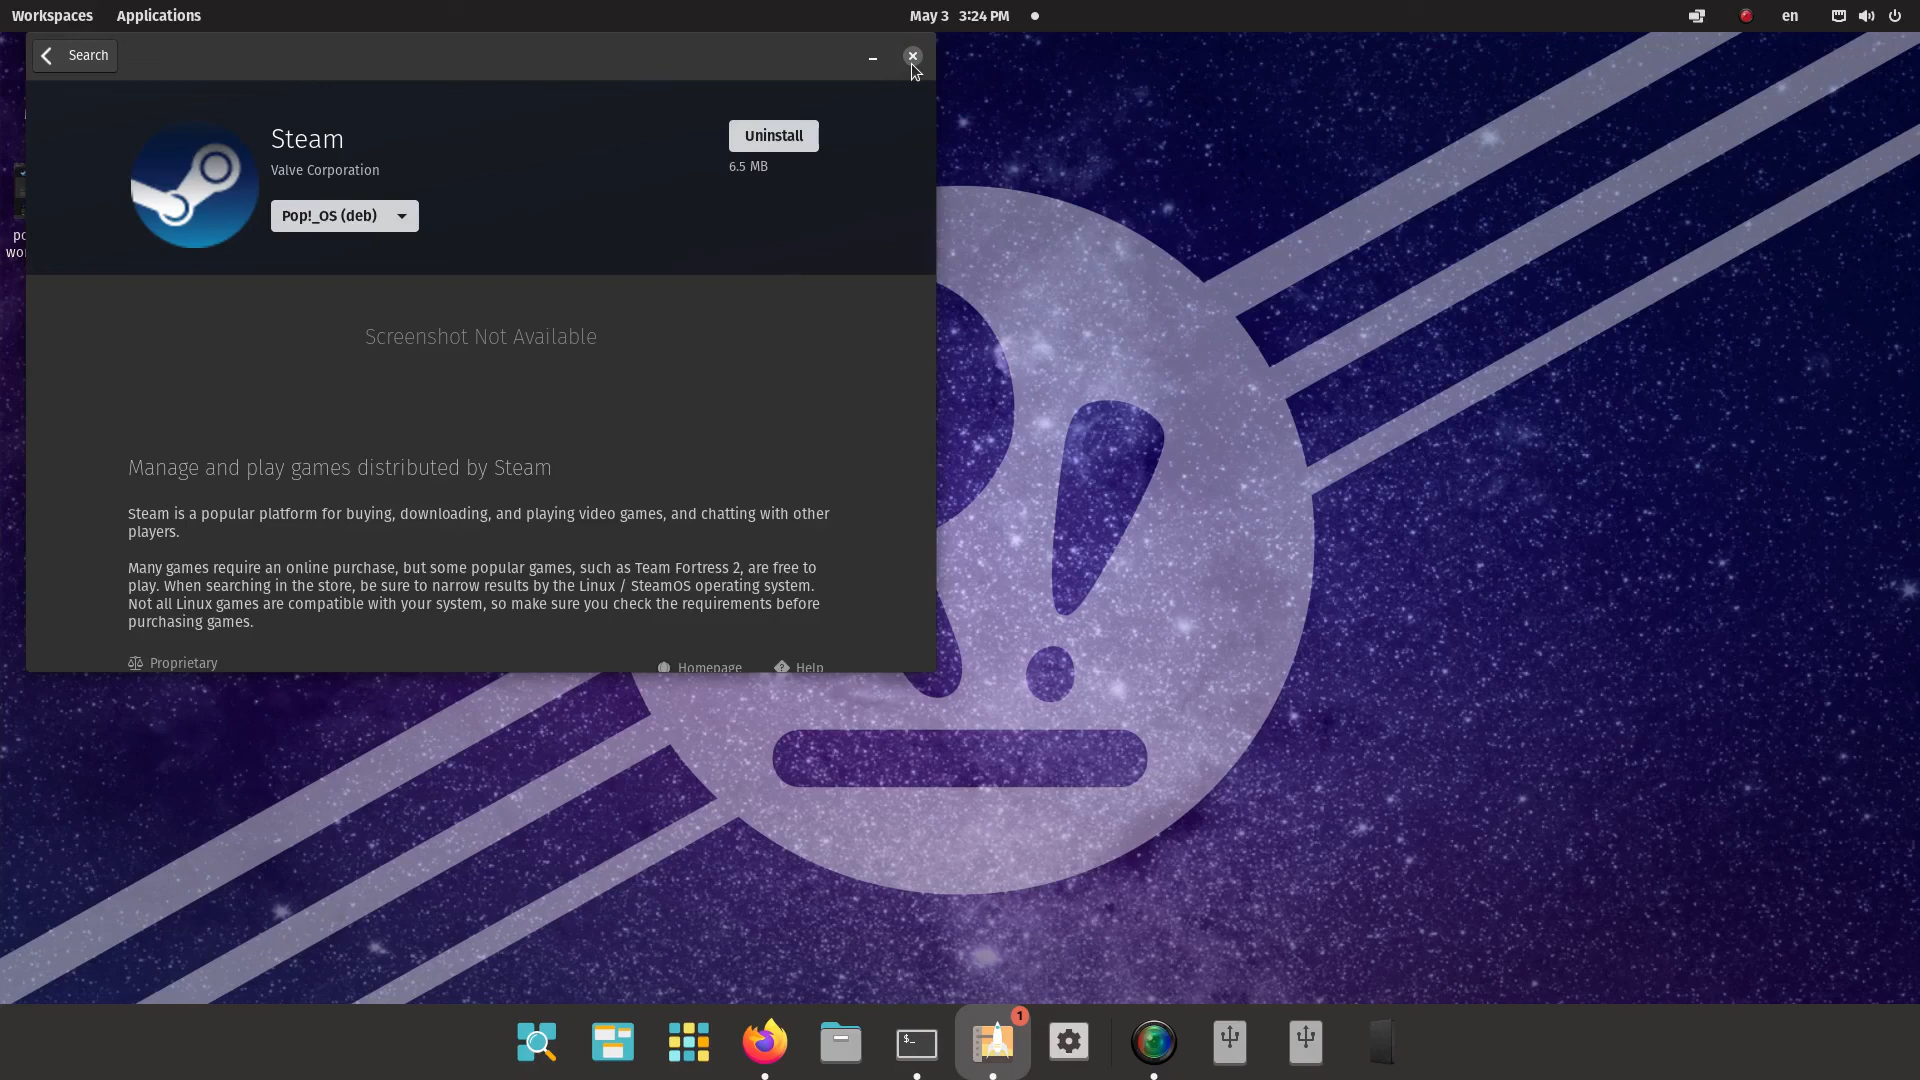 Workspaces
Applications
May 3 3:24 PM
en
Search
Steam
Valve Corporation
Uninstall
6.5 MB
Pop!_OS (deb)
Screenshot Not Available
Manage and play games distributed by Steam
Steam is a popular platform for buying, downloading, and playing video games, and chatting with other
players.
Many games require an online purchase, but some popular games, such as Team Fortress 2, are free to
play. When searching in the store, be sure to narrow results by the Linux / SteamOS operating system.
Not all Linux games are compatible with your system, so make sure you check the requirements before
purchasing games.
Proprietary
Homepage
Help
$_
1